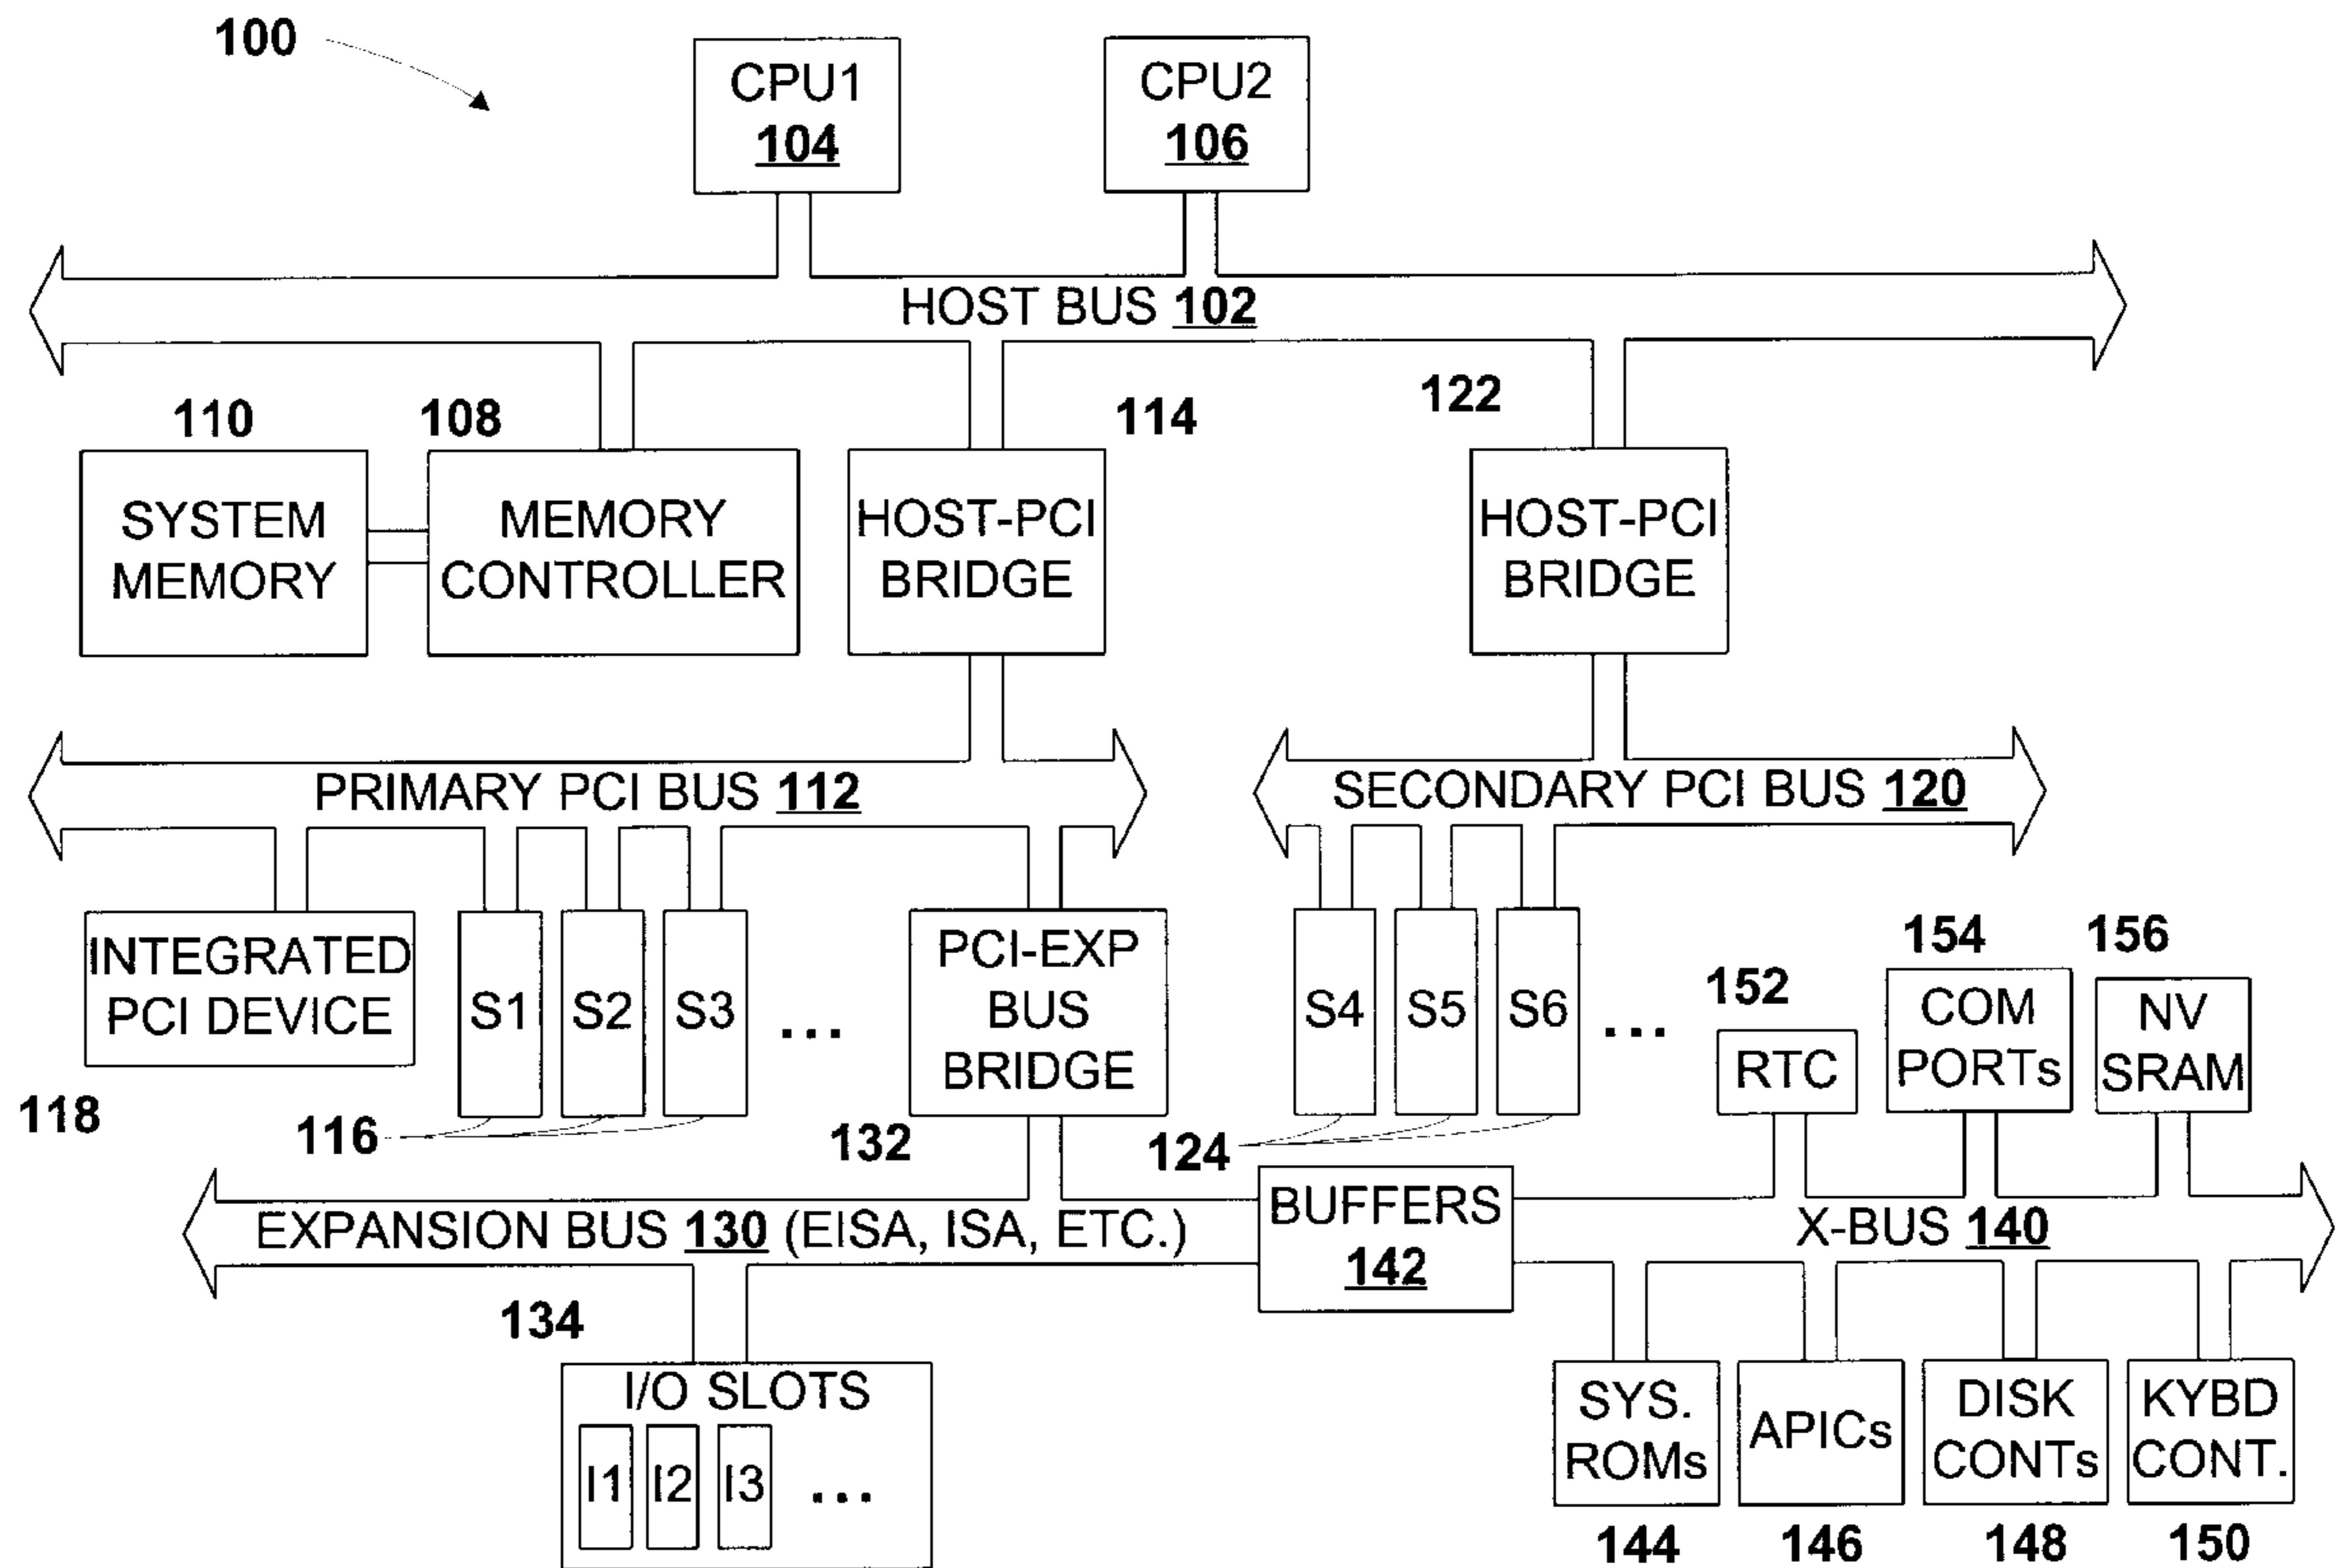 100
CPU1
104
CPU2
106
HOST BUS 102
110
108
114
122
SYSTEM
MEMORY
MEMORY
CONTROLLER
HOST-PCI
BRIDGE
HOST-PCI
BRIDGE
PRIMARY PCI BUS 112
SECONDARY PCI BUS 120
INTEGRATED
PCI DEVICE
118
S1
S2
S3
...
116
PCI-EXP
BUS
BRIDGE
132
S4
S5
S6
...
124
152
RTC
154
COM
PORTs
156
NV
SRAM
EXPANSION BUS 130 (EISA, ISA, ETC.)
BUFFERS
142
X-BUS 140
134
I/O SLOTS
I1
I2
I3
...
SYS.
ROMs
APICs
DISK
CONTs
KYBD
CONT.
144
146
148
150